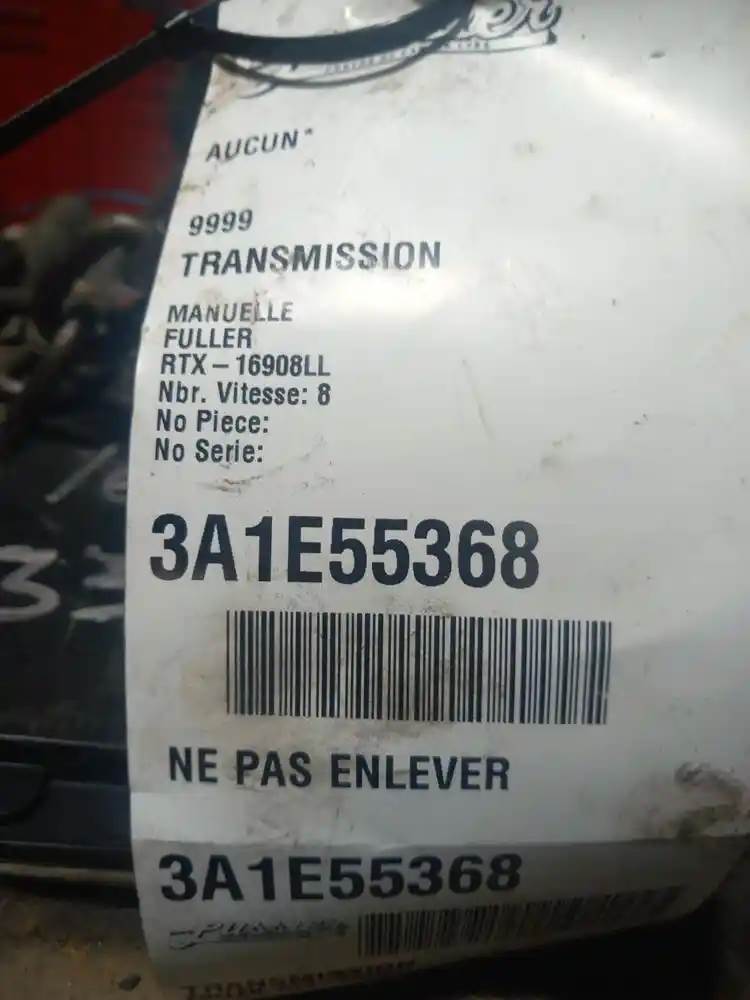 AUCUN*
9999
TRANSMISSION
MANUELLE
FULLER
RTX-16908LL
Nbr. Vitesse: 8
No Piece:
No Serie:
3A1E55368
NE PAS ENLEVER
3A1E55368
33